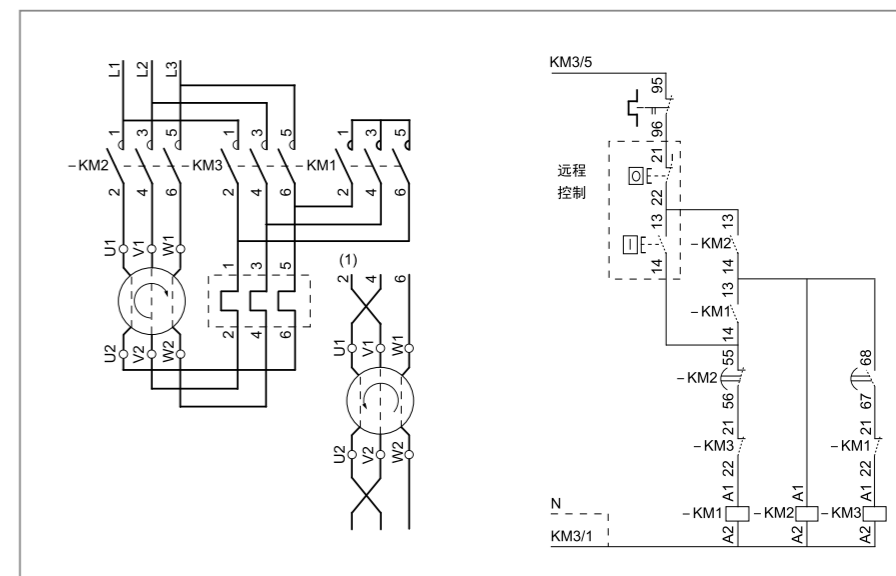 L1 L2 L3
1 3 5 1 3 5 1 3 5
–KM2 –KM3 –KM1
2 4 6 2 4 6 2 4 6
U1 V1 W1
1 3 5
2 4 6
U2 V2 W2
(1)
2 4 6
U1 V1 W1
U2 V2 W2
KM3/5
95
96
远程
控制
21
O
22
13
I
14
13
–KM2
14
13
–KM1
14
55
–KM2
56
68
67
21
–KM3
22
21
–KM1
22
A1 A1 A1
–KM1 –KM2 –KM3
A2 A2 A2
N
KM3/1